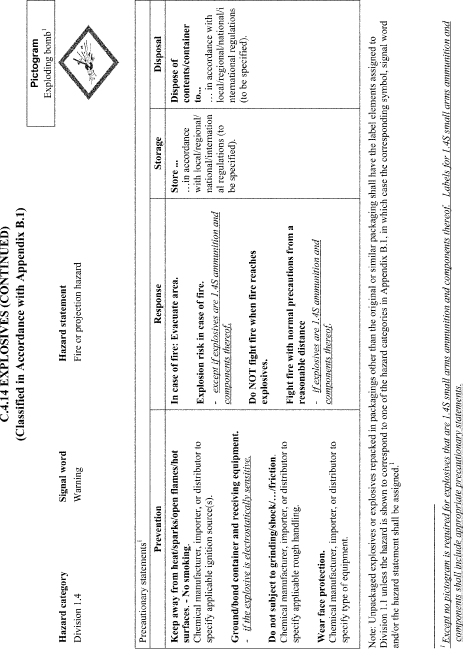 C.4.14 EXPLOSIVES (CONTINUED)
(Classified in Accordance with Appendix B.1)
Pictogram
Exploding bomb¹
Hazard category
Signal word
Hazard statement
Division 1.4
Warning
Fire or projection hazard
Precautionary statements¹
Prevention
Response
Storage
Disposal
Keep away from heat/sparks/open flames/hot
surfaces. - No smoking.
Chemical manufacturer, importer, or distributor to
specify applicable ignition source(s).
Ground/bond container and receiving equipment.
- if the explosive is electrostatically sensitive.
Do not subject to grinding/shock/…/friction.
Chemical manufacturer, importer, or distributor to
specify applicable rough handling.
Wear face protection.
Chemical manufacturer, importer, or distributor to
specify type of equipment.
In case of fire: Evacuate area.
Explosion risk in case of fire.
- except if explosives are 1.4S ammunition and
components thereof.
Do NOT fight fire when fire reaches
explosives.
Fight fire with normal precautions from a
reasonable distance
- if explosives are 1.4S ammunition and
components thereof.
Store ...
…in accordance
with local/regional/
national/internation
al regulations (to
be specified).
Dispose of
contents/container
to...
… in accordance with
local/regional/national/i
nternational regulations
(to be specified).
Note: Unpackaged explosives or explosives repacked in packagings other than the original or similar packaging shall have the label elements assigned to
Division 1.1 unless the hazard is shown to correspond to one of the hazard categories in Appendix B.1, in which case the corresponding symbol, signal word
and/or the hazard statement shall be assigned.¹
¹ Except no pictogram is required for explosives that are 1.4S small arms ammunition and components thereof. Labels for 1.4S small arms ammunition and
components shall include appropriate precautionary statements.